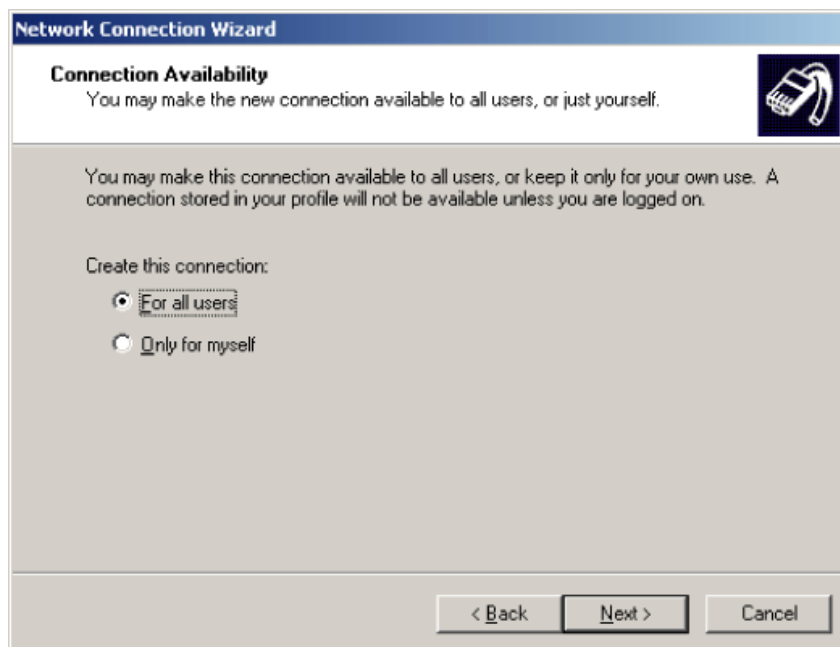 Network Connection Wizard
Connection Availability
You may make the new connection available to all users, or just yourself.
You may make this connection available to all users, or keep it only for your own use. A
connection stored in your profile will not be available unless you are logged on.
Create this connection:
For all users
Only for myself
< Back Next > Cancel